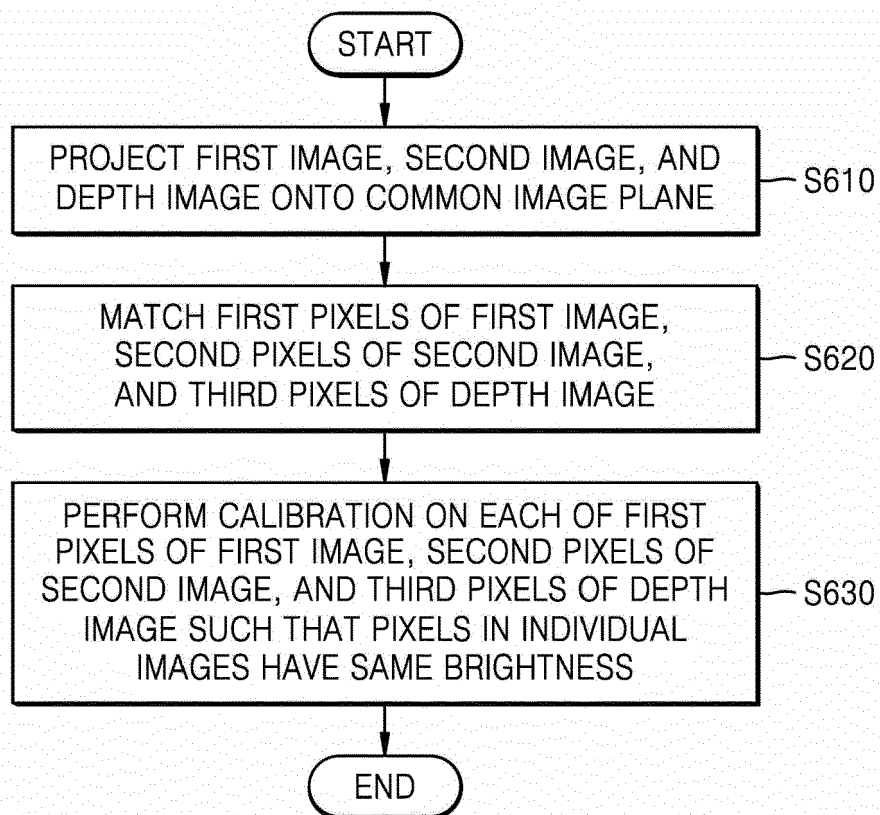 START
PROJECT FIRST IMAGE, SECOND IMAGE, AND
DEPTH IMAGE ONTO COMMON IMAGE PLANE
S610
MATCH FIRST PIXELS OF FIRST IMAGE,
SECOND PIXELS OF SECOND IMAGE,
AND THIRD PIXELS OF DEPTH IMAGE
S620
PERFORM CALIBRATION ON EACH OF FIRST
PIXELS OF FIRST IMAGE, SECOND PIXELS OF
SECOND IMAGE, AND THIRD PIXELS OF DEPTH
IMAGE SUCH THAT PIXELS IN INDIVIDUAL
IMAGES HAVE SAME BRIGHTNESS
S630
END